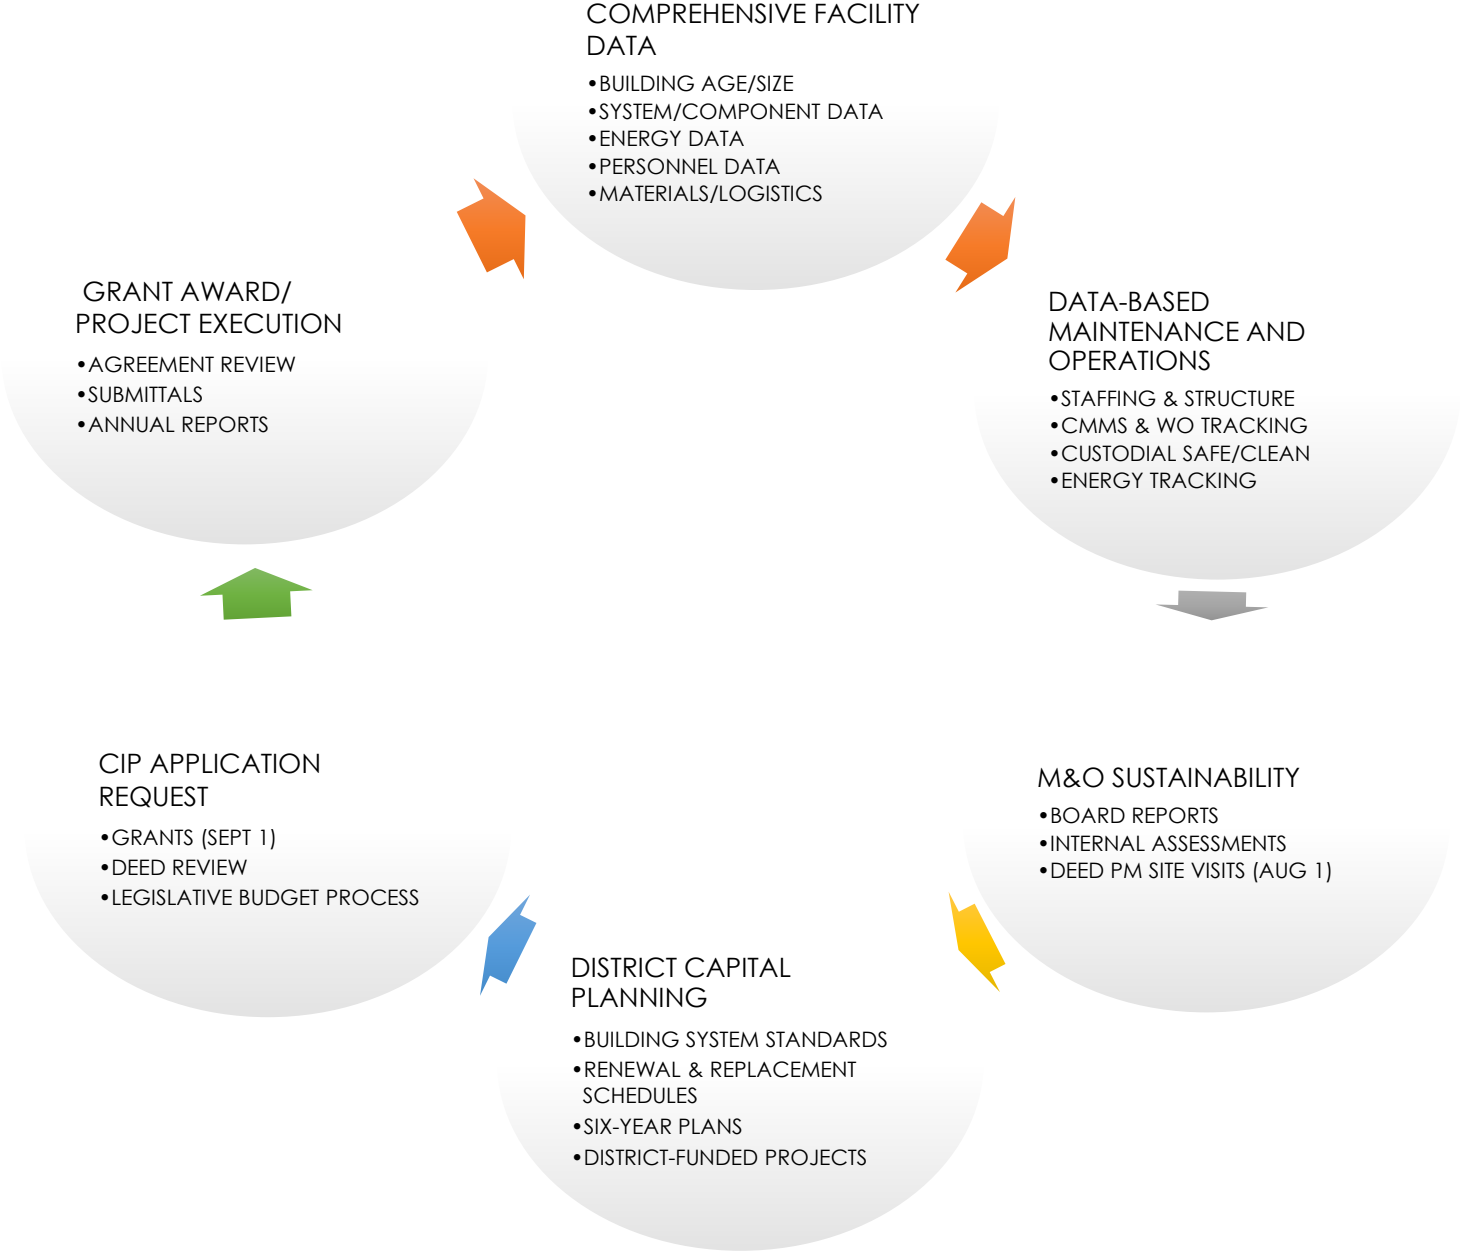 COMPREHENSIVE FACILITY
DATA
•BUILDING AGE/SIZE
•SYSTEM/COMPONENT DATA
•ENERGY DATA
•PERSONNEL DATA
•MATERIALS/LOGISTICS
DATA-BASED
MAINTENANCE AND
OPERATIONS
•STAFFING & STRUCTURE
•CMMS & WO TRACKING
•CUSTODIAL SAFE/CLEAN
•ENERGY TRACKING
M&O SUSTAINABILITY
•BOARD REPORTS
•INTERNAL ASSESSMENTS
•DEED PM SITE VISITS (AUG 1)
DISTRICT CAPITAL
PLANNING
•BUILDING SYSTEM STANDARDS
•RENEWAL & REPLACEMENT
SCHEDULES
•SIX-YEAR PLANS
•DISTRICT-FUNDED PROJECTS
CIP APPLICATION
REQUEST
•GRANTS (SEPT 1)
•DEED REVIEW
•LEGISLATIVE BUDGET PROCESS
GRANT AWARD/
PROJECT EXECUTION
•AGREEMENT REVIEW
•SUBMITTALS
•ANNUAL REPORTS